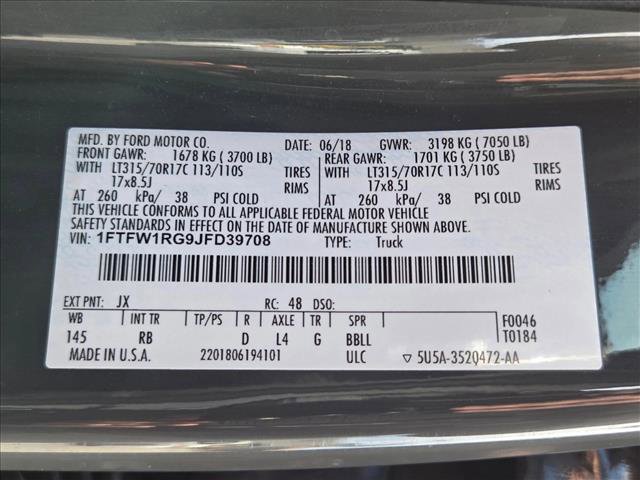 MFD. BY FORD MOTOR CO. DATE: 06/18 GVWR: 3198 KG ( 7050 LB)
FRONT GAWR: 1678 KG ( 3700 LB) REAR GAWR: 1701 KG ( 3750 LB)
WITH LT315/70R17C 113/110S TIRES WITH LT315/70R17C 113/110S TIRES
17x8.5J RIMS 17x8.5J RIMS
AT 260 kPa/ 38 PSI COLD AT 260 kPa/ 38 PSI COLD
THIS VEHICLE CONFORMS TO ALL APPLICABLE FEDERAL MOTOR VEHICLE
SAFETY STANDARDS IN EFFECT ON THE DATE OF MANUFACTURE SHOWN ABOVE.
VIN: 1FTFW1RG9JFD39708 TYPE: Truck
EXT PNT: JX RC: 48 DSO:
WB INT TR TP/PS R AXLE TR SPR F0046
145 RB D L4 G BBLL T0184
MADE IN U.S.A. 2201806194101 ULC ▽ 5U5A-3520472-AA